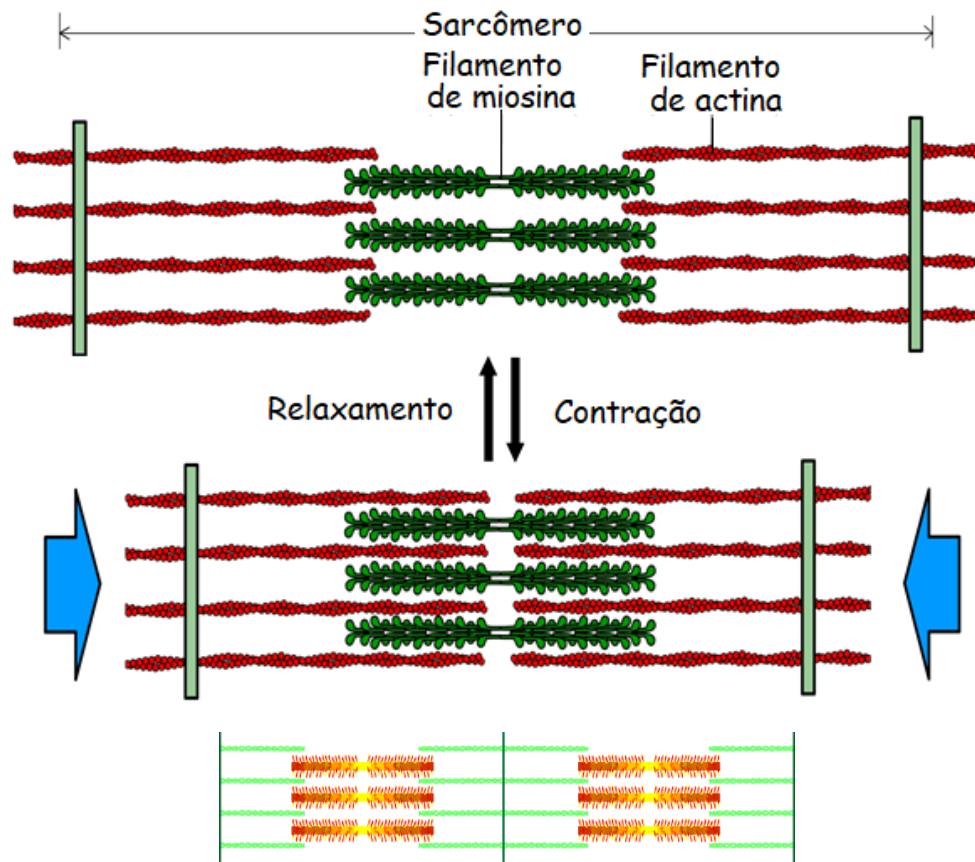 Sarcômero
Filamento
de miosina
Filamento
de actina
Relaxamento
Contração